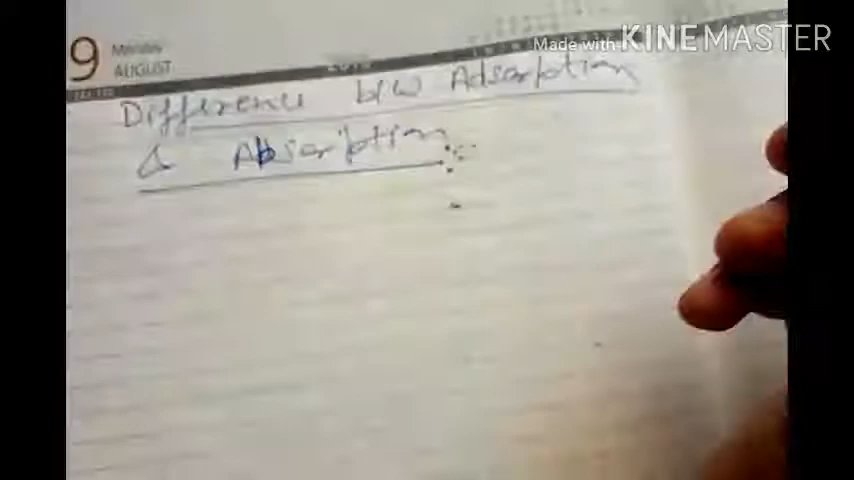 Made with KINEMASTER
9 Monday
AUGUST
Difference b/w Adsorption
& Absorption :-